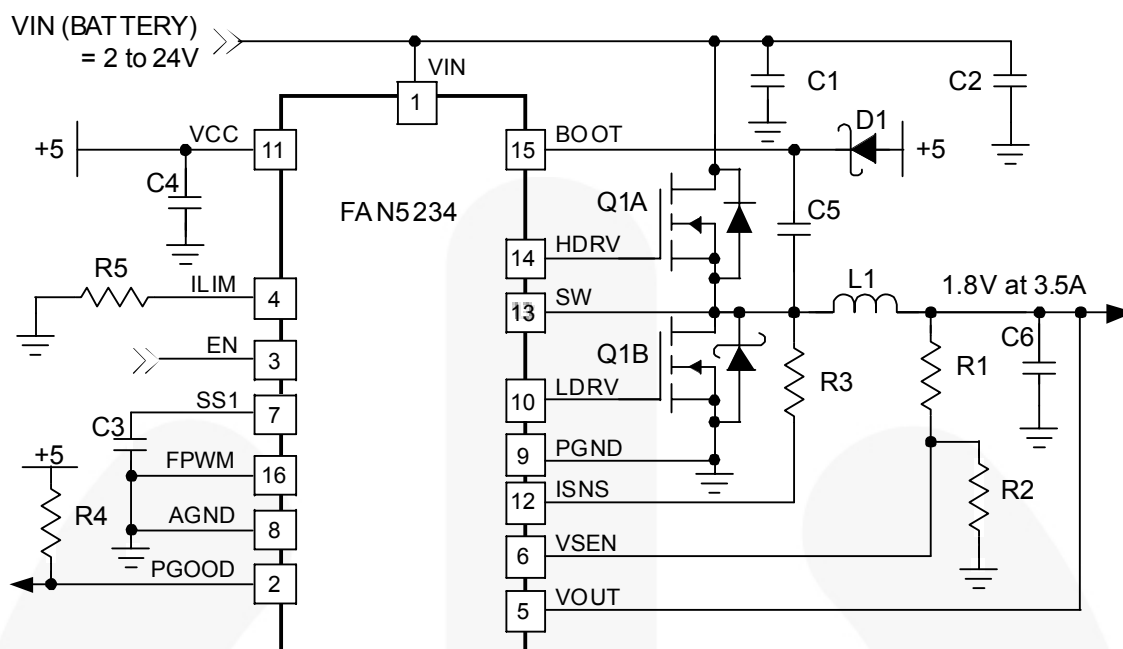 VIN (BATTERY)
= 2 to 24V
VIN
1
C1
C2
VCC
+5
11
C4
FAN5234
15
BOOT
D1
+5
Q1A
C5
14
HDRV
R5
ILIM
4
13
SW
L1
1.8V at 3.5A
EN
3
Q1B
R3
R1
C6
SS1
7
10
LDRV
C3
9
PGND
+5
FPWM
16
12
ISNS
R2
R4
AGND
8
6
VSEN
PGOOD
2
5
VOUT